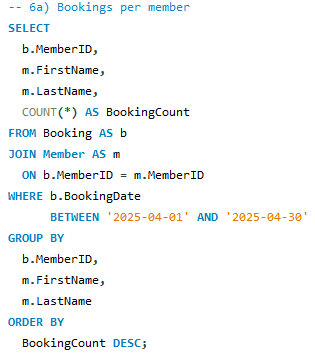 -- 6a) Bookings per member
SELECT
  b.MemberID,
  m.FirstName,
  m.LastName,
  COUNT(*) AS BookingCount
FROM Booking AS b
JOIN Member AS m
  ON b.MemberID = m.MemberID
WHERE b.BookingDate
      BETWEEN '2025-04-01' AND '2025-04-30'
GROUP BY
  b.MemberID,
  m.FirstName,
  m.LastName
ORDER BY
  BookingCount DESC;